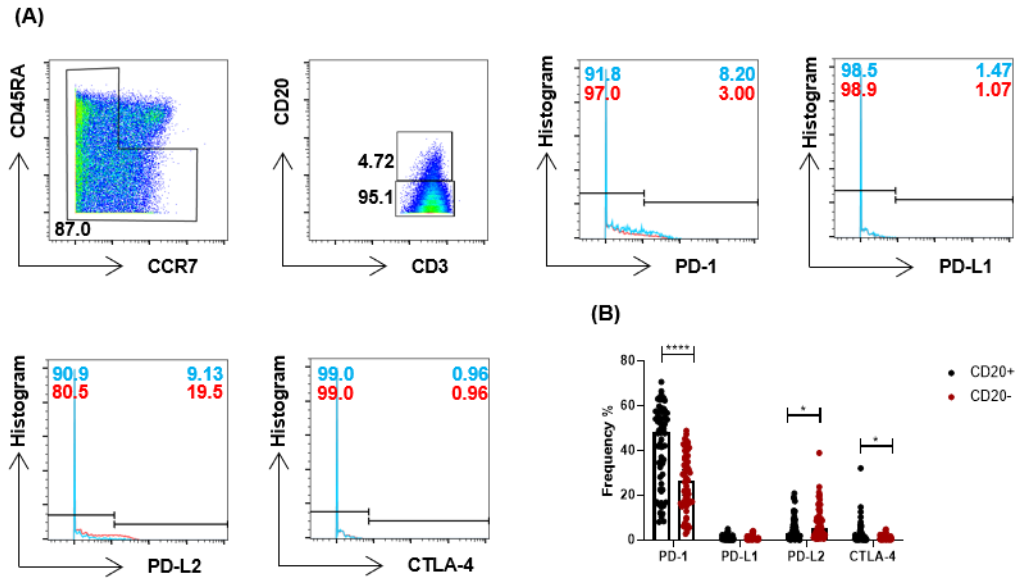 (A)
CD45RA
87.0
CCR7
CD20
4.72
95.1
CD3
Histogram
91.8 8.20
97.0 3.00
PD-1
Histogram
98.5 1.47
98.9 1.07
PD-L1
Histogram
90.9 9.13
80.5 19.5
PD-L2
Histogram
99.0 0.96
99.0 0.96
CTLA-4
(B)
Frequency %
80
60
40
20
0
****
*
*
PD-1 PD-L1 PD-L2 CTLA-4
CD20+
CD20-